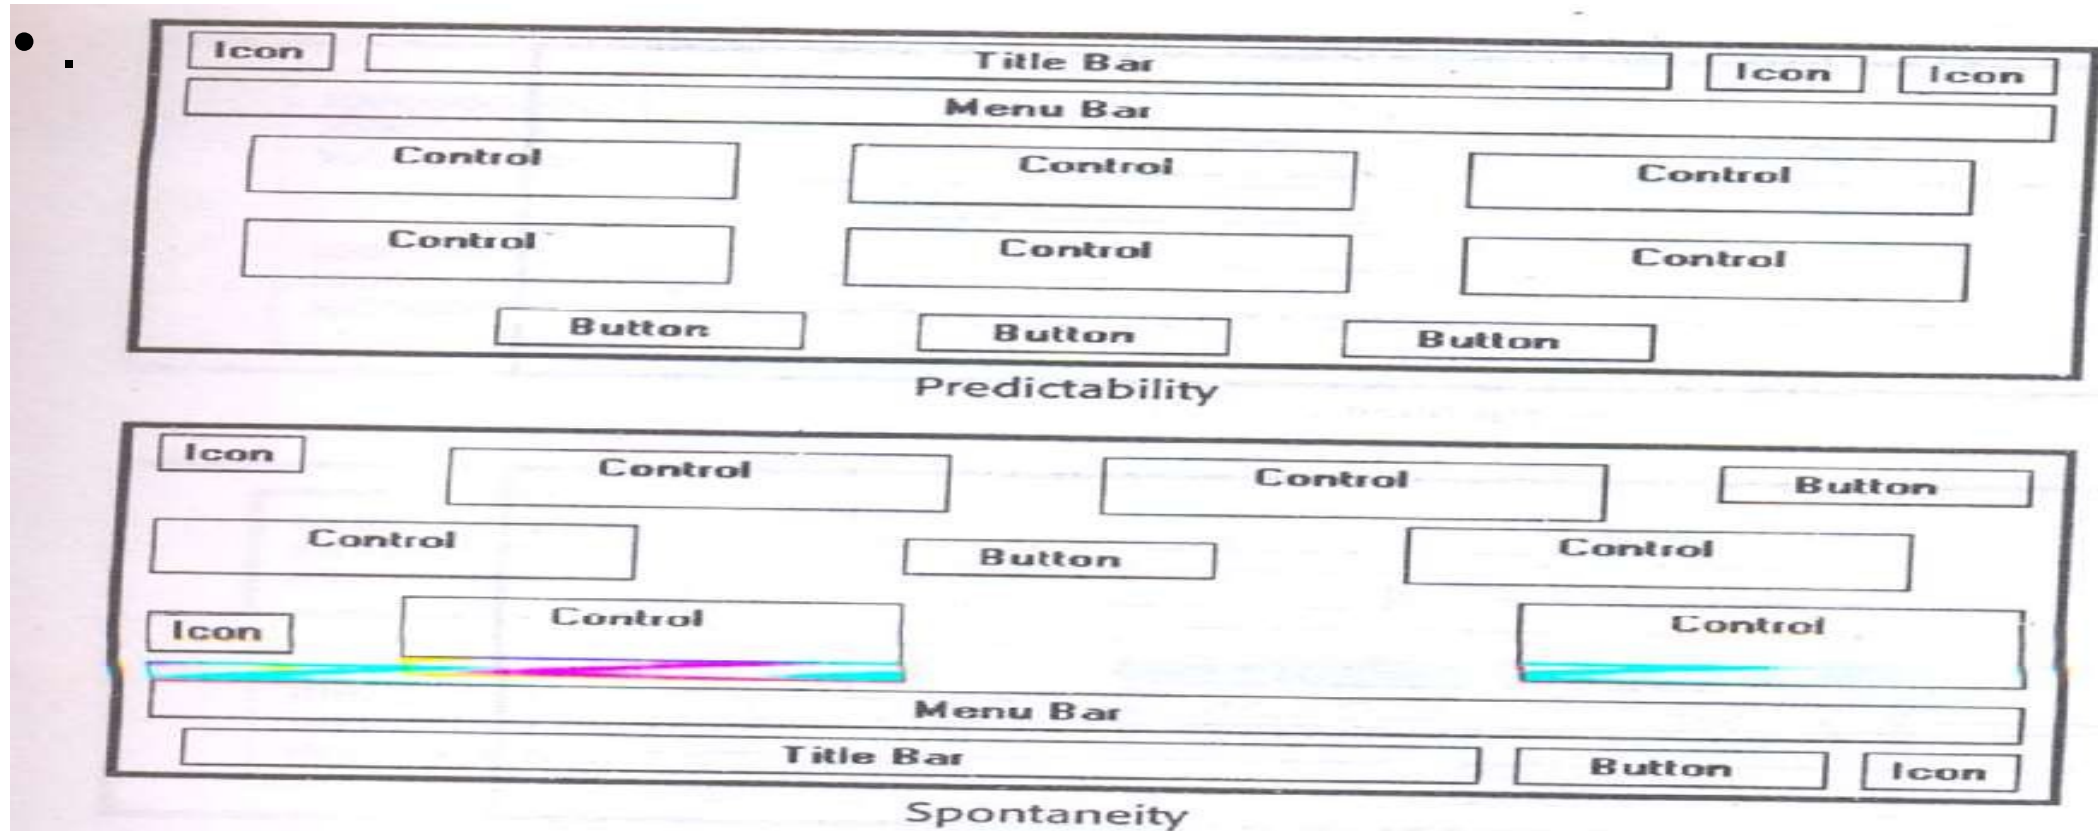 Icon Title Bar Icon Icon
Menu Bar
Control Control Control
Control Control Control
Button Button Button
Predictability
Icon Control Control Button
Control Button Control
Icon Control Control
Menu Bar
Title Bar Button Icon
Spontaneity